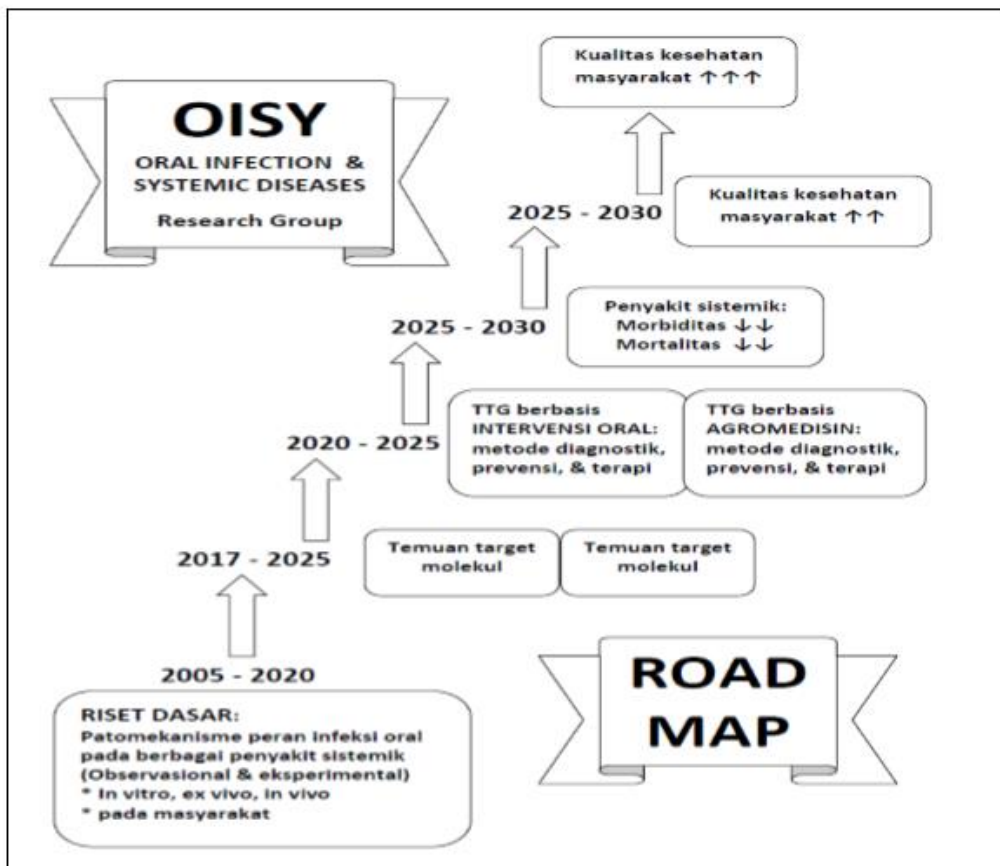 Kualitas kesehatan
masyarakat ↑↑↑
OISY
ORAL INFECTION &
SYSTEMIC DISEASES
Research Group
2025 - 2030
Kualitas kesehatan
masyarakat ↑↑
2025 - 2030
Penyakit sistemik:
Morbiditas ↓↓
Mortalitas ↓↓
2020 - 2025
TTG berbasis
INTERVENSI ORAL:
metode diagnostik,
prevensi, & terapi
TTG berbasis
AGROMEDISIN:
metode diagnostik,
prevensi, & terapi
2017 - 2025
Temuan target
molekul
Temuan target
molekul
2005 - 2020
RISET DASAR:
Patomekanisme peran infeksi oral
pada berbagai penyakit sistemik
(Observasional & eksperimental)
* In vitro, ex vivo, in vivo
* pada masyarakat
ROAD
MAP